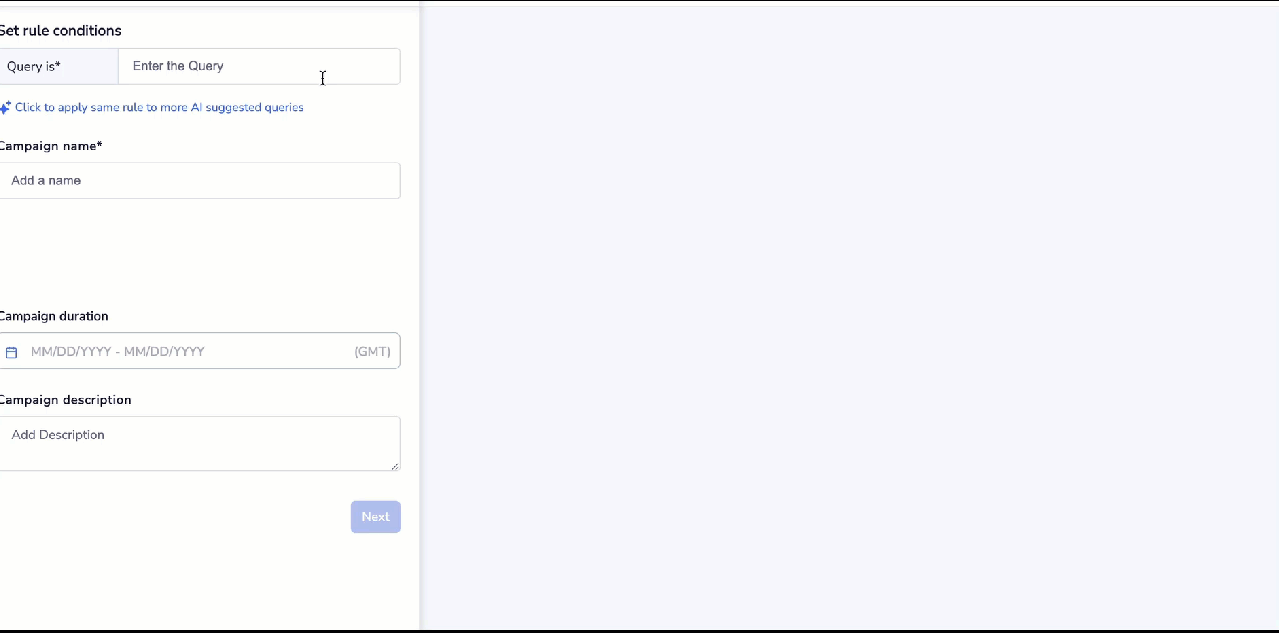 Set rule conditions
Query is* Enter the Query
Click to apply same rule to more AI suggested queries
Campaign name*
Add a name
Campaign duration
MM/DD/YYYY - MM/DD/YYYY (GMT)
Campaign description
Add Description
Next